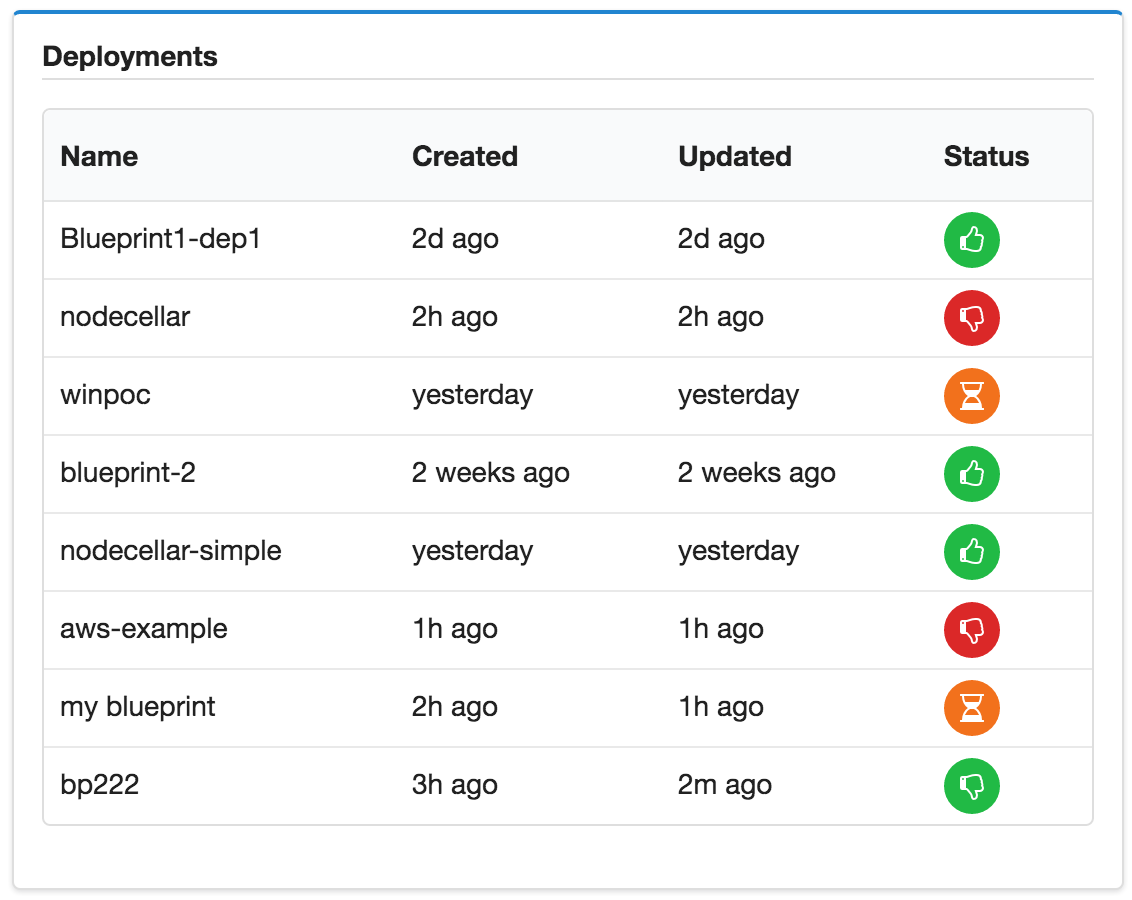 Deployments
Name Created Updated Status
Blueprint1-dep1 2d ago 2d ago
nodecellar 2h ago 2h ago
winpoc yesterday yesterday
blueprint-2 2 weeks ago 2 weeks ago
nodecellar-simple yesterday yesterday
aws-example 1h ago 1h ago
my blueprint 2h ago 1h ago
bp222 3h ago 2m ago